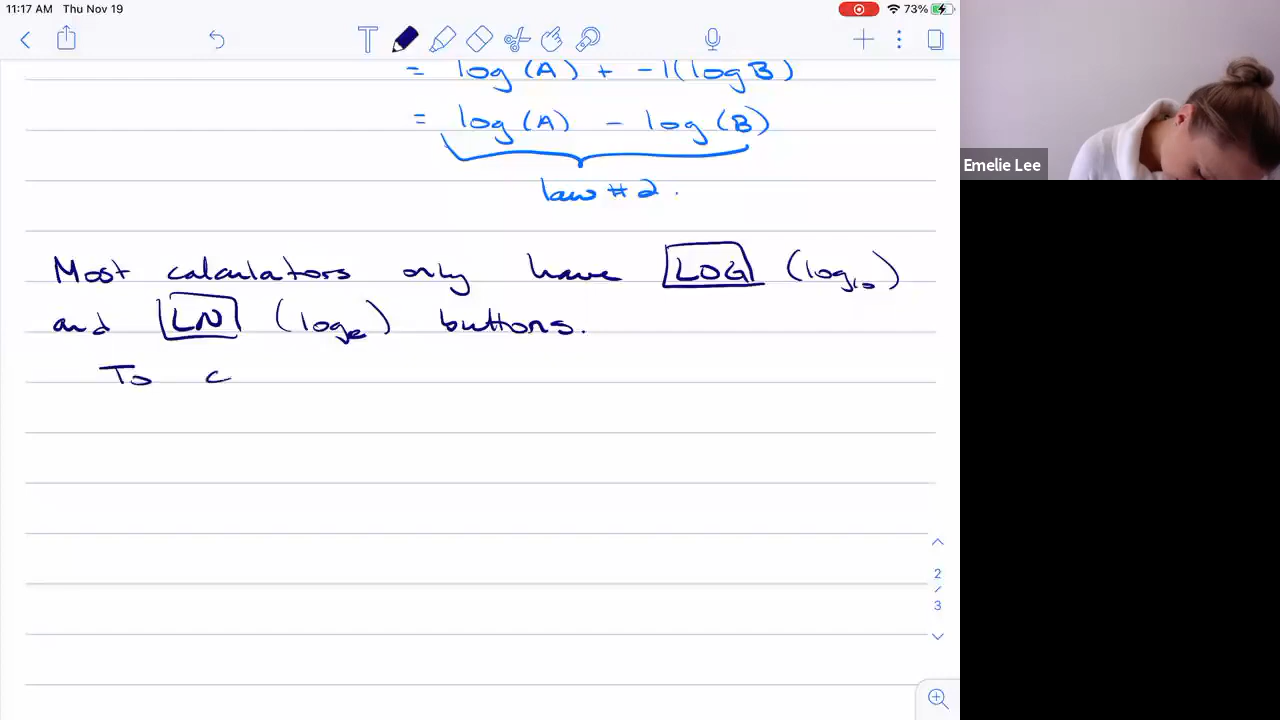 11:17 AM Thu Nov 19
73%
T
= log(A) + -1(logB)
= log(A) - log(B)
law #2.
Emelie Lee
Most calculators only have LOG (log₁₀)
and LN (logₑ) buttons.
To c
2
/
3